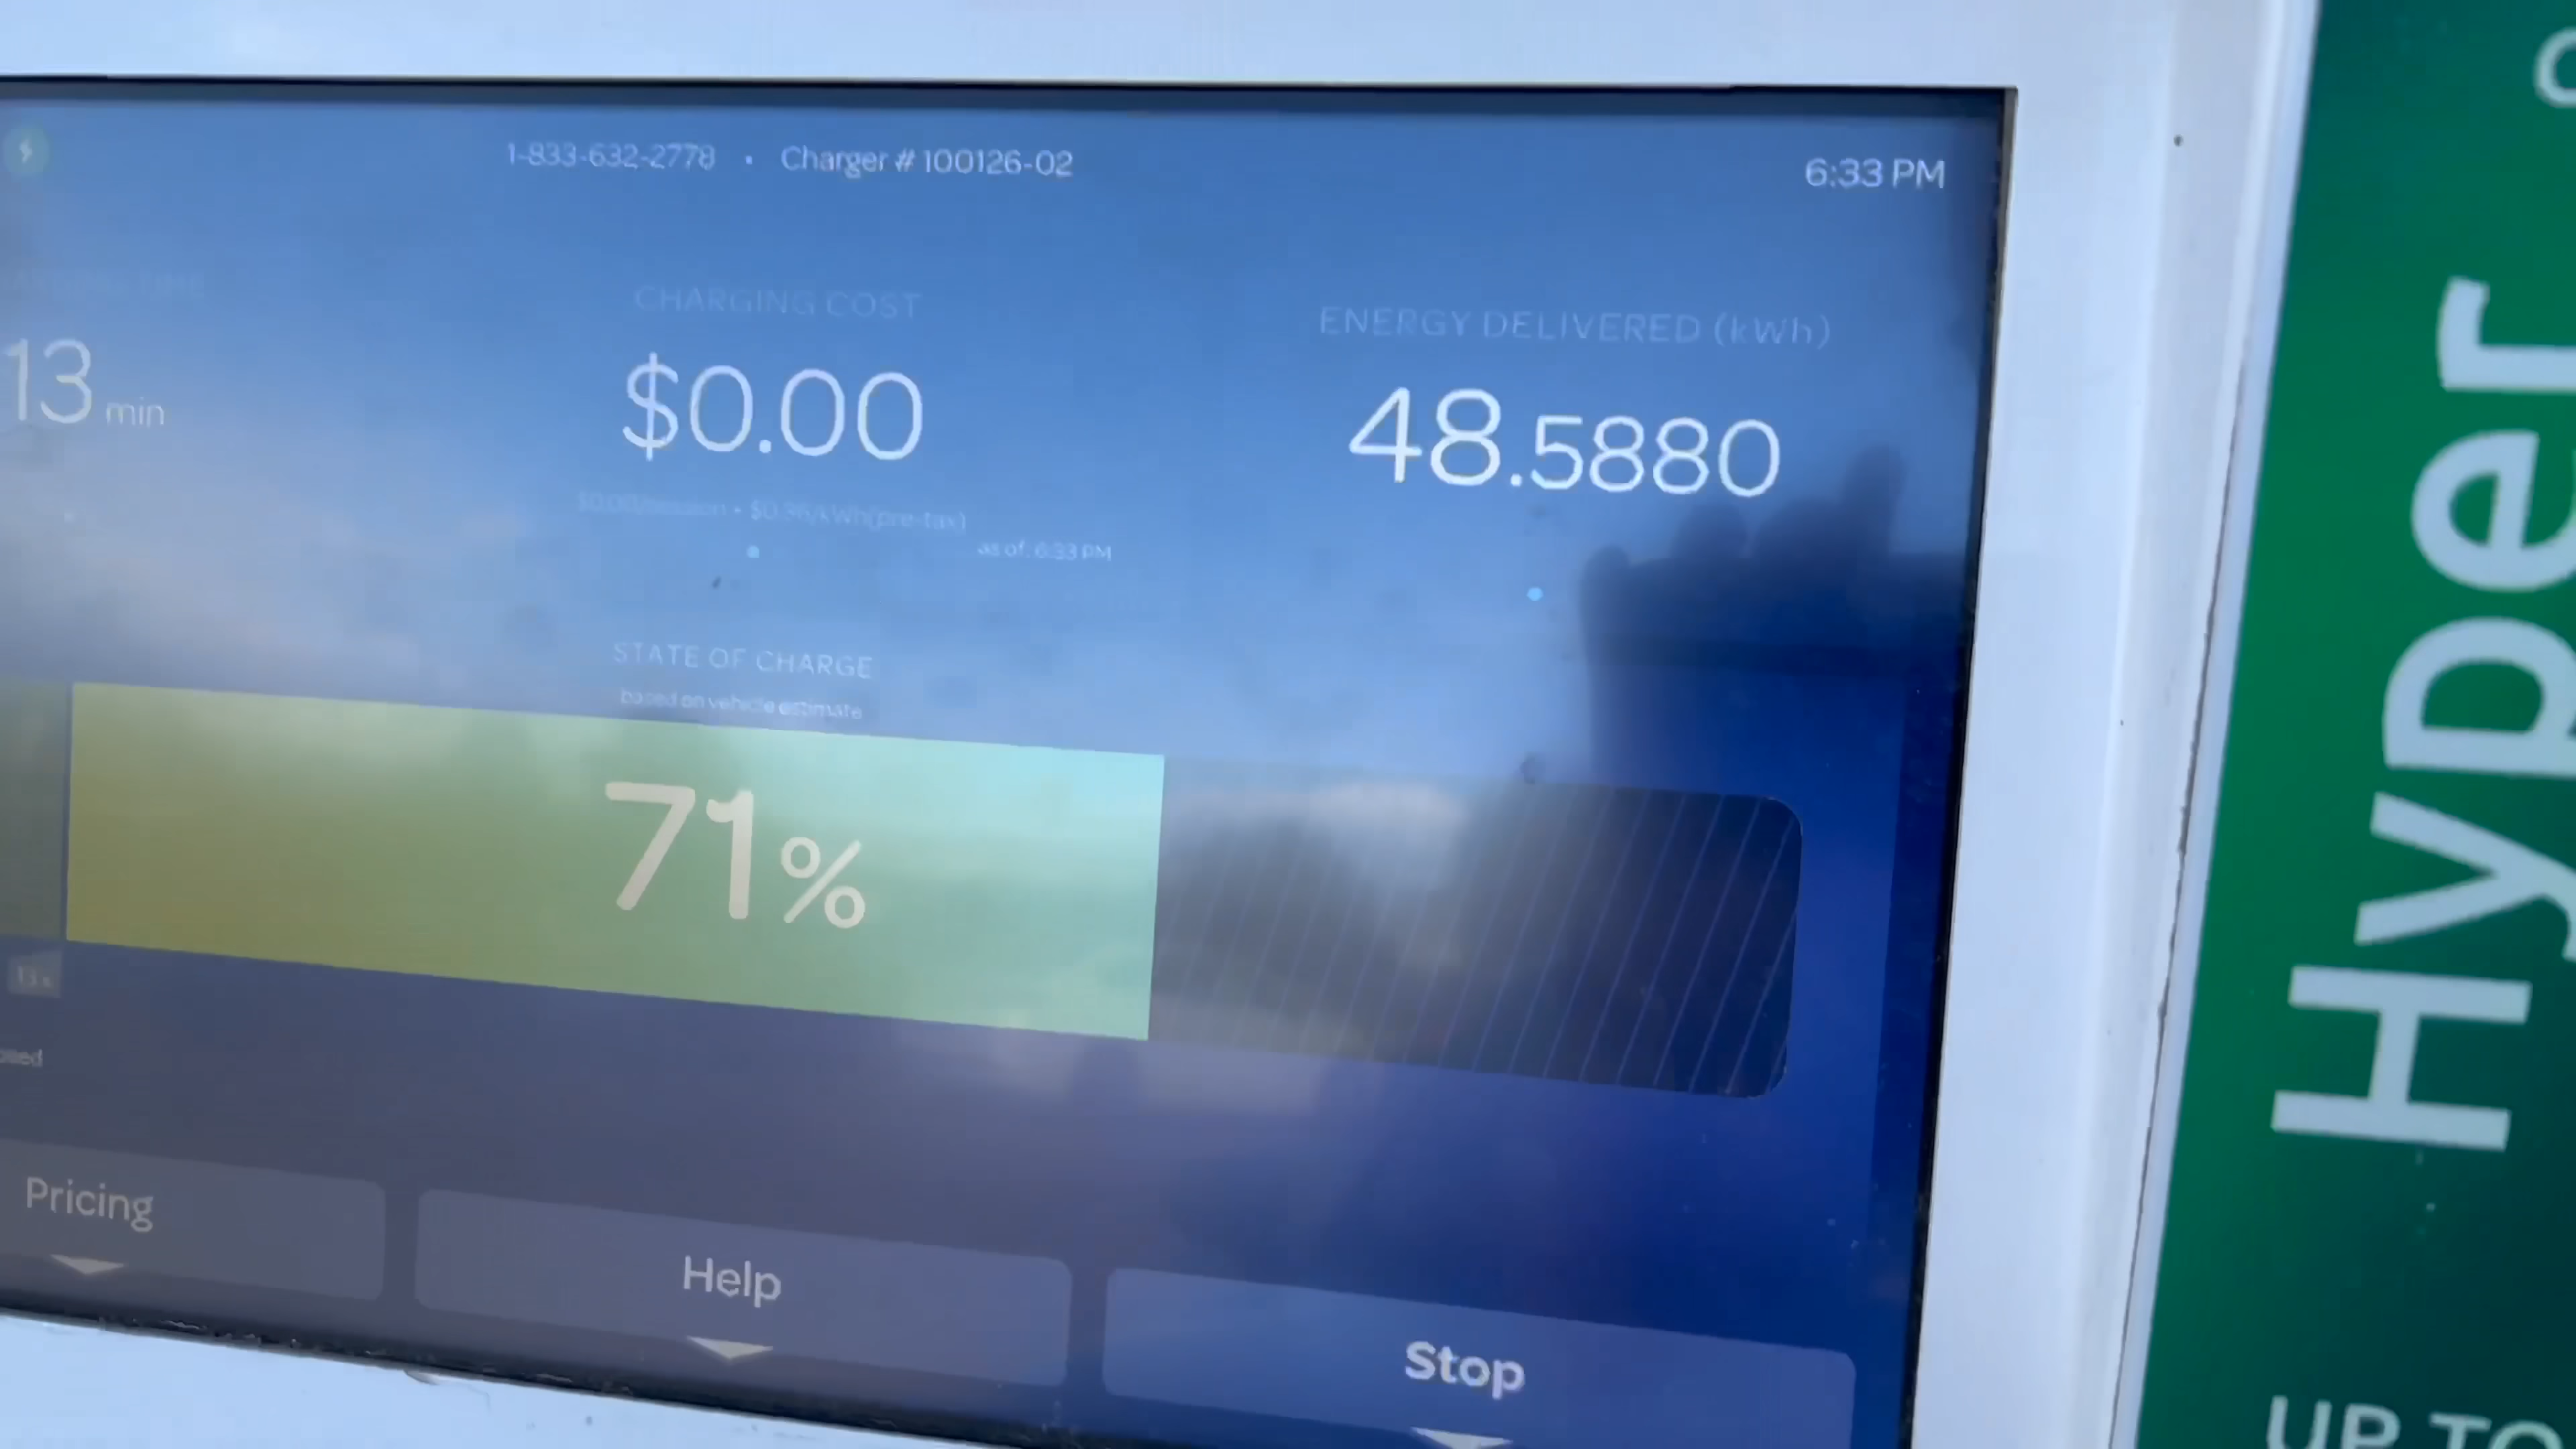 1-833-632-2778 • Charger # 100126-02
6:33 PM
CHARGING COST
ENERGY DELIVERED (kWh)
13 min
$0.00
48.5880
as of: 6:33 PM
STATE OF CHARGE
based on vehicle estimate
71%
Pricing
Help
Stop
Hyper
UP TO